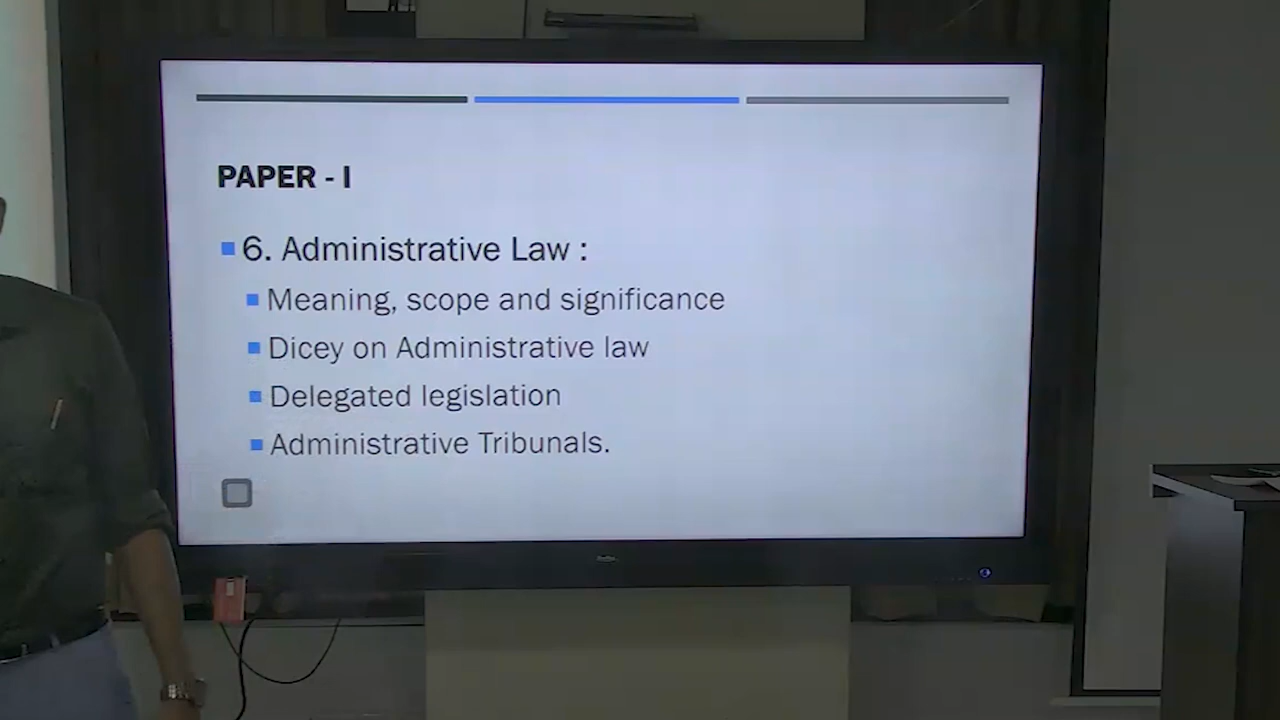 PAPER - I
6. Administrative Law :
Meaning, scope and significance
Dicey on Administrative law
Delegated legislation
Administrative Tribunals.